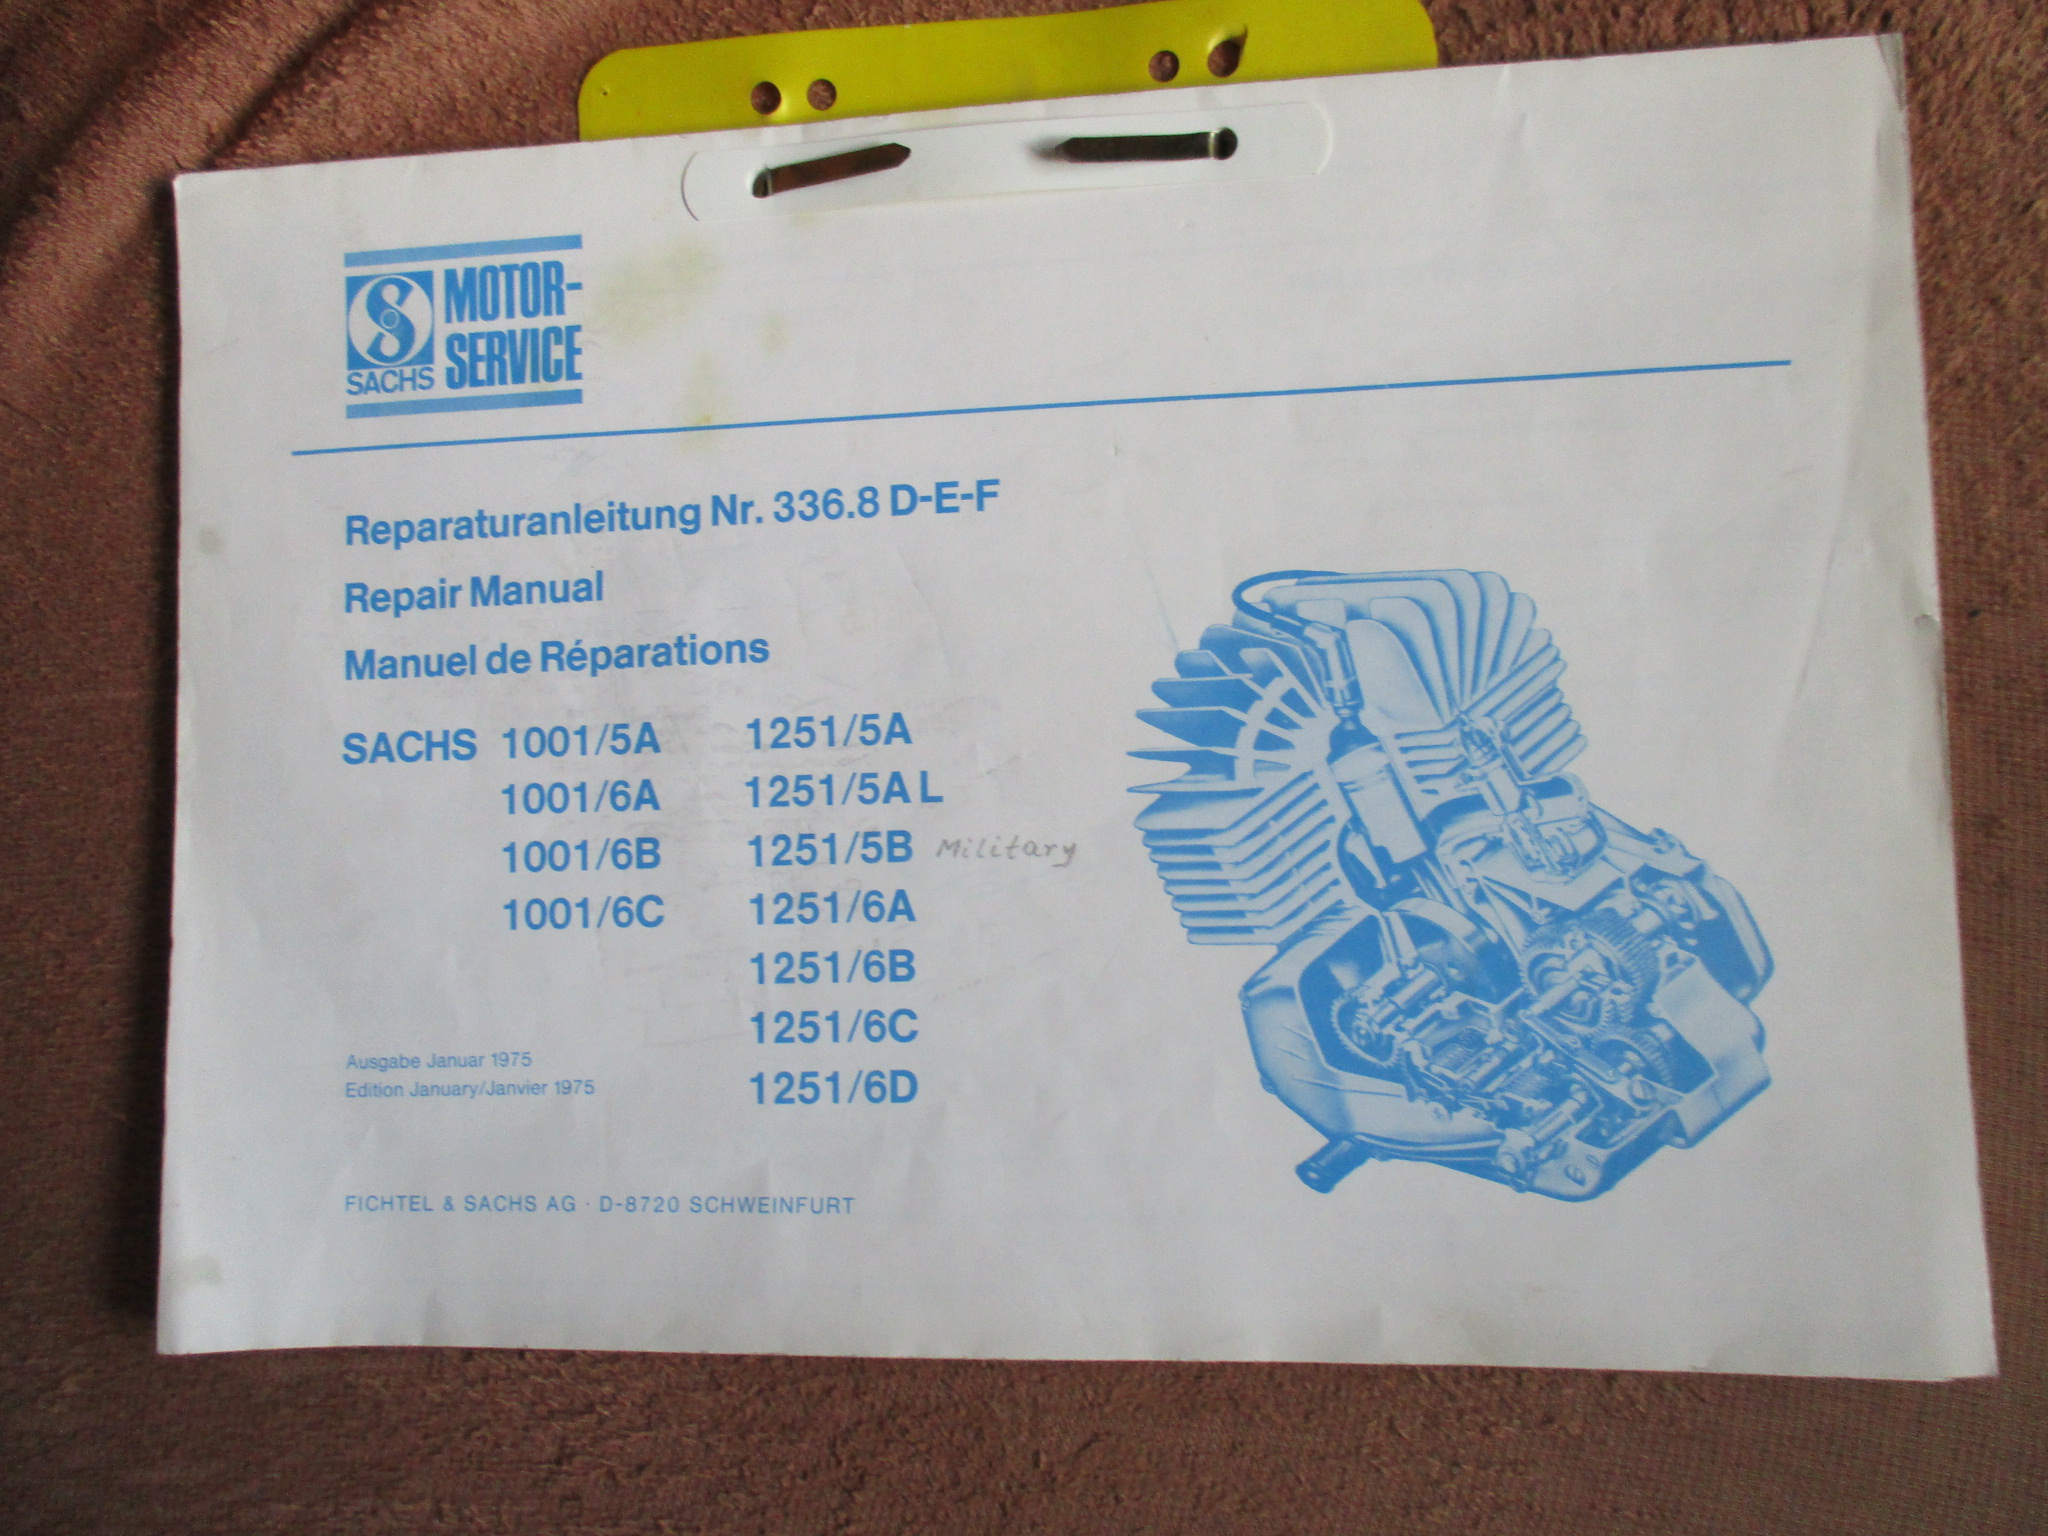 MOTOR-
SERVICE
SACHS
Reparaturanleitung Nr. 336.8 D-E-F
Repair Manual
Manuel de Réparations
SACHS 1001/5A 1251/5A
1001/6A 1251/5A L
1001/6B 1251/5B Military
1001/6C 1251/6A
1251/6B
1251/6C
1251/6D
Ausgabe Januar 1975
Edition January/Janvier 1975
FICHTEL & SACHS AG · D-8720 SCHWEINFURT